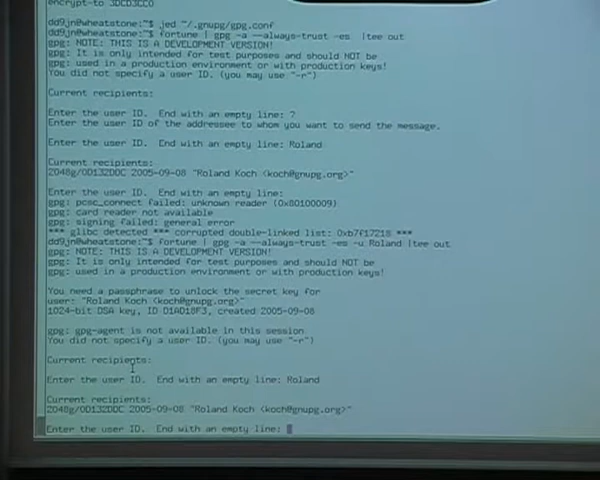 encrypt-to 3DCD3CC0
dd9jn@wheatstone:~$ jed ~/.gnupg/gpg.conf
dd9jn@wheatstone:~$ fortune | gpg -a --always-trust -es |tee out
gpg: NOTE: THIS IS A DEVELOPMENT VERSION!
gpg: It is only intended for test purposes and should NOT be
gpg: used in a production environment or with production keys!
You did not specify a user ID. (you may use "-r")
Current recipients:
Enter the user ID.  End with an empty line: ?
Enter the user ID of the addressee to whom you want to send the message.
Enter the user ID.  End with an empty line: Roland
Current recipients:
2048g/0D132DDC 2005-09-08 "Roland Koch <koch@gnupg.org>"
Enter the user ID.  End with an empty line:
gpg: pcsc_connect failed: unknown reader (0x80100009)
gpg: card reader not available
gpg: signing failed: general error
*** glibc detected *** corrupted double-linked list: 0xb7f17218 ***
dd9jn@wheatstone:~$ fortune | gpg -a --always-trust -es -u Roland |tee out
gpg: NOTE: THIS IS A DEVELOPMENT VERSION!
gpg: It is only intended for test purposes and should NOT be
gpg: used in a production environment or with production keys!
You need a passphrase to unlock the secret key for
user: "Roland Koch <koch@gnupg.org>"
1024-bit DSA key, ID D1AD18F3, created 2005-09-08
gpg: gpg-agent is not available in this session
You did not specify a user ID. (you may use "-r")
Current recipients:
Enter the user ID.  End with an empty line: Roland
Current recipients:
2048g/0D132DDC 2005-09-08 "Roland Koch <koch@gnupg.org>"
Enter the user ID.  End with an empty line: